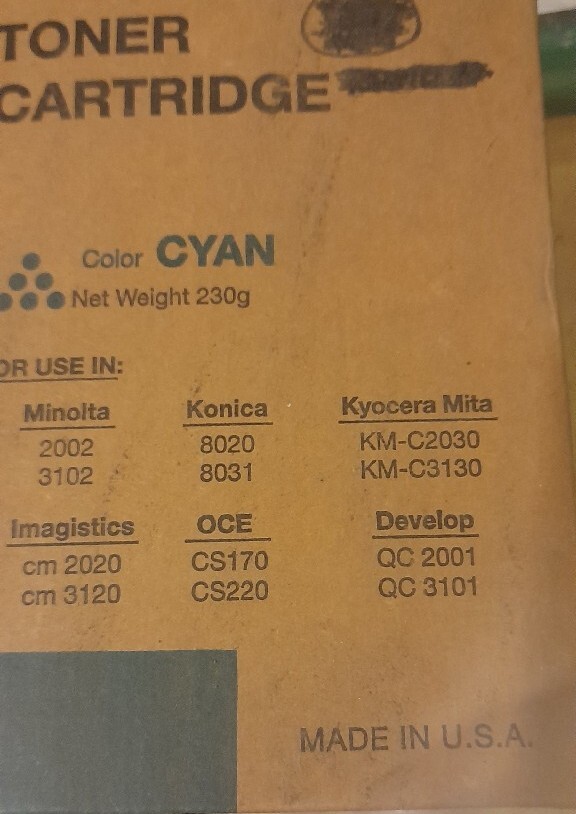 TONER
CARTRIDGE
Color CYAN
Net Weight 230g
OR USE IN:
Minolta Konica Kyocera Mita
2002 8020 KM-C2030
3102 8031 KM-C3130
Imagistics OCE Develop
cm 2020 CS170 QC 2001
cm 3120 CS220 QC 3101
MADE IN U.S.A.